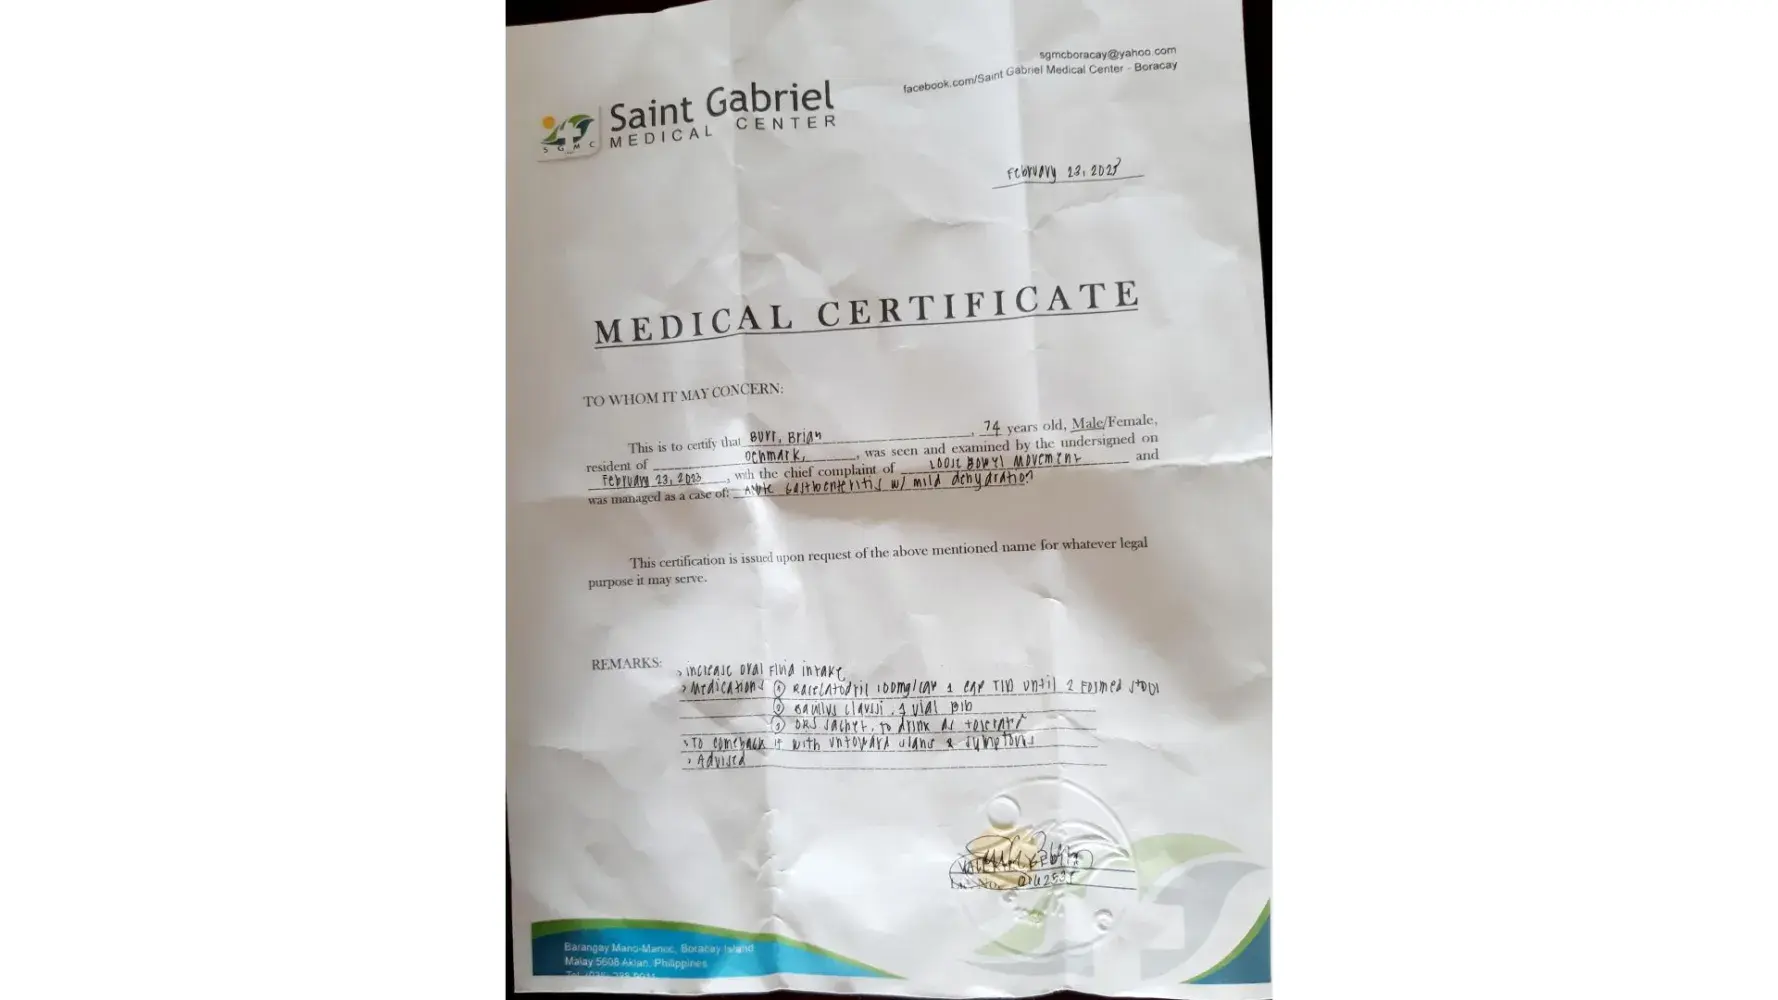 sgmcboracay@yahoo.com
facebook.com/Saint Gabriel Medical Center - Boracay
Saint Gabriel
MEDICAL CENTER
SGMC
February 23, 2023
MEDICAL CERTIFICATE
TO WHOM IT MAY CONCERN:
This is to certify that Burr, Brian, 74 years old, Male/Female,
resident of Denmark, was seen and examined by the undersigned on
February 23, 2023, with the chief complaint of Loose Bowel Movement and
was managed as a case of: Acute Gastroenteritis w/ mild dehydration
This certification is issued upon request of the above mentioned name for whatever legal
purpose it may serve.
REMARKS: > increase oral fluid intake
> Medications ① Racecatodril 100mg/cap 1 cap TID until 2 formed stool
② Bacillus clausii, 1 vial BID
③ ORS sachet, to drink as tolerated
> To comeback if with untoward signs & symptoms
> Advised
Lic. No.
Barangay Manoc-Manoc, Boracay Island
Malay 5608 Aklan, Philippines